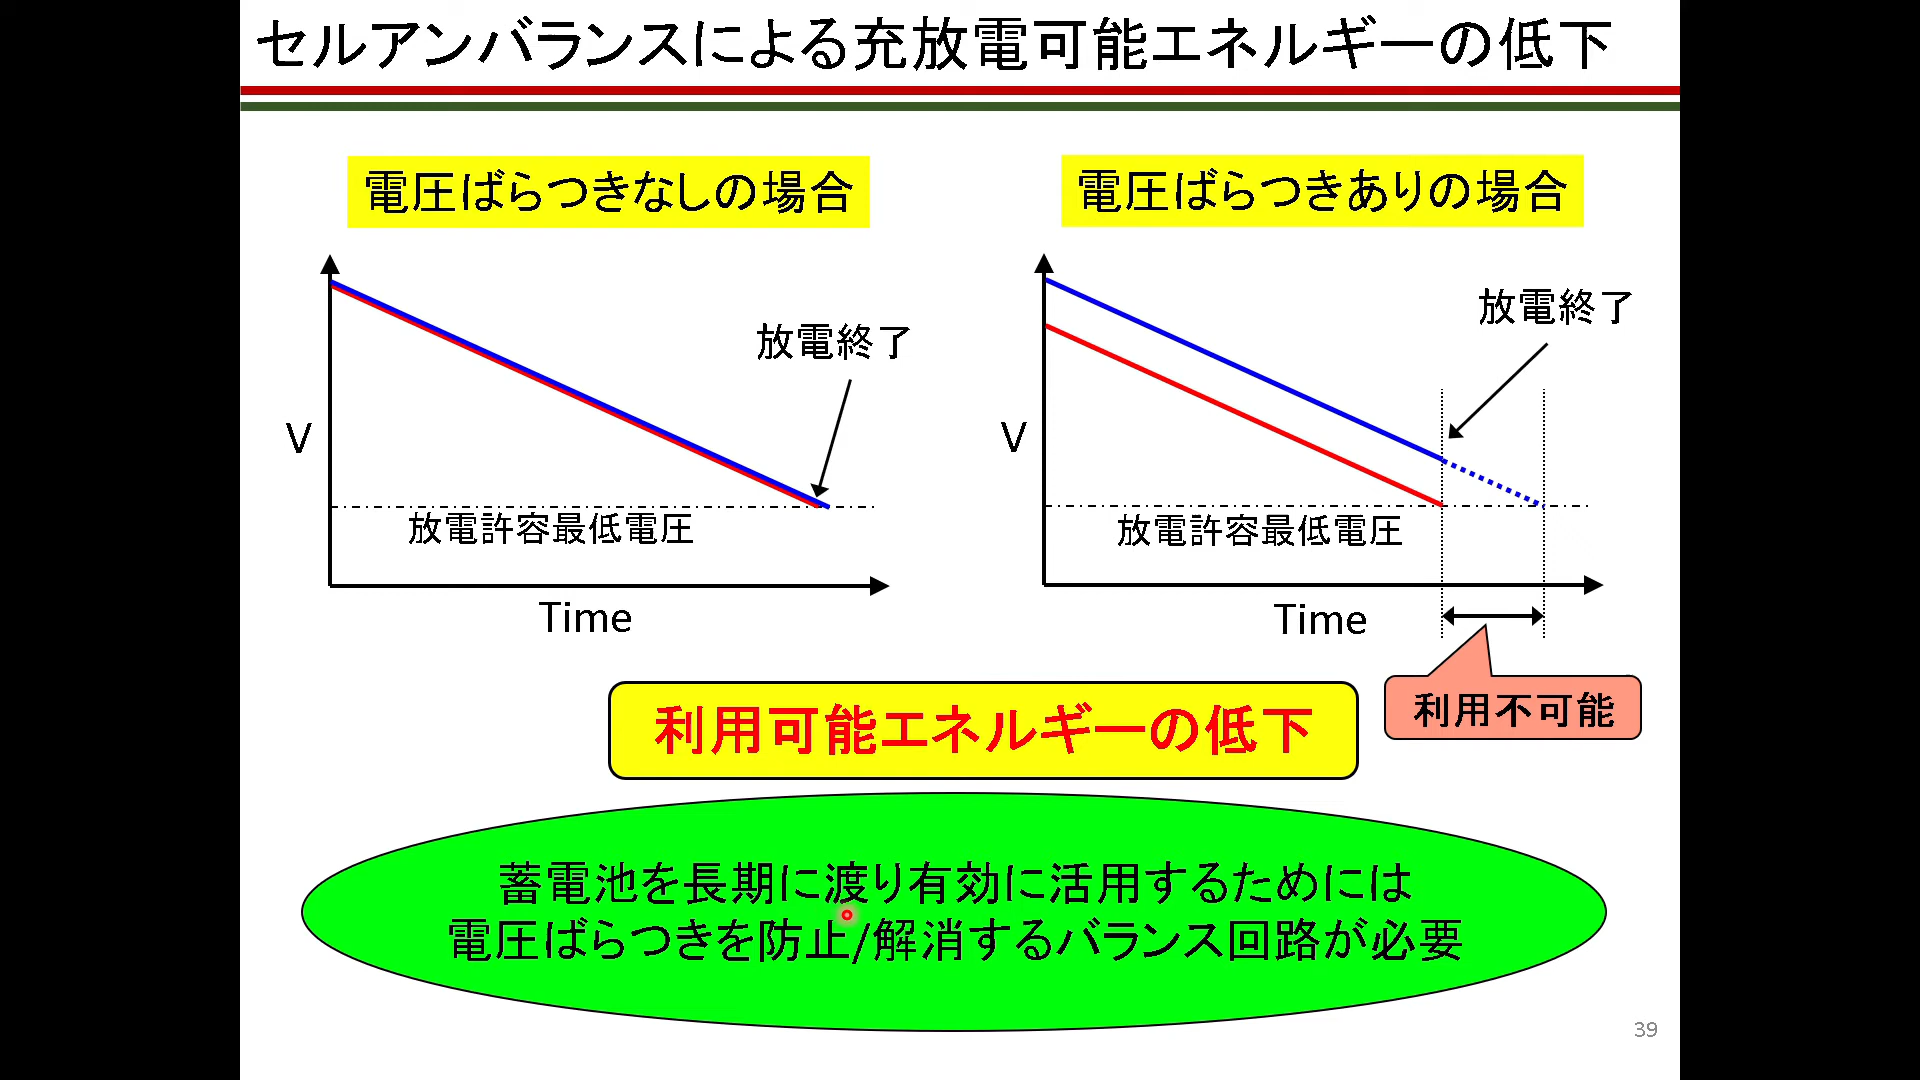 セルアンバランスによる充放電可能エネルギーの低下
電圧ばらつきなしの場合
電圧ばらつきありの場合
放電終了
V
放電許容最低電圧
Time
放電終了
V
放電許容最低電圧
Time
利用不可能
利用可能エネルギーの低下
蓄電池を長期に渡り有効に活用するためには
電圧ばらつきを防止/解消するバランス回路が必要
39